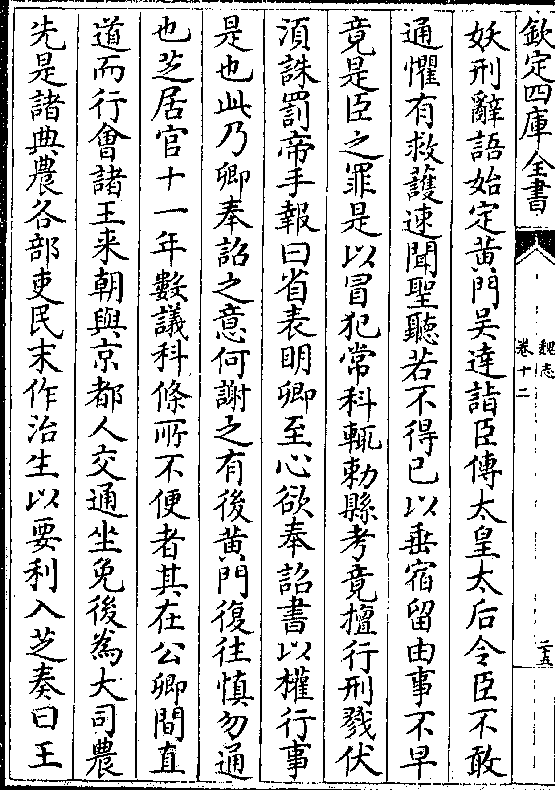 欽定四庫全書
魏志
卷十二
二五
妖刑辭語始定黄門吴達詣臣傳太皇太后令臣不敢
通懼有救護速聞聖聽若不得已以垂宿留由事不早
竟是臣之罪是以冒犯常科輒勅縣考竟擅行刑戮伏
湏誅罰帝手報曰省表明卿至心欲奉詔書以權行事
是也此乃卿奉詔之意何謝之有後黄門復往慎勿通
也芝居官十一年數議科條所不便者其在公卿間直
道而行會諸王来朝與京都人交通坐免後為大司農
先是諸典農各部吏民末作治生以要利入芝奏曰王